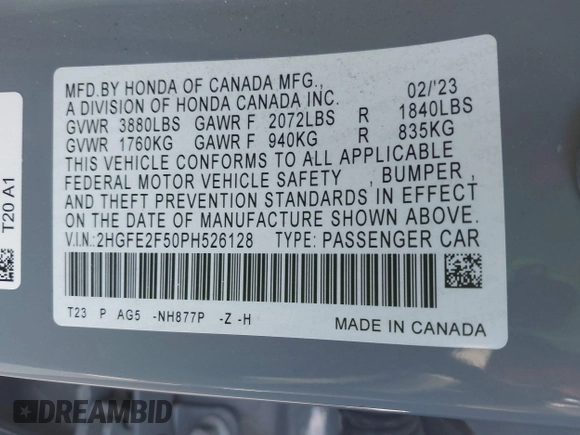 MFD.BY HONDA OF CANADA MFG., 02/'23
A DIVISION OF HONDA CANADA INC.
GVWR 3880LBS GAWR F 2072LBS R 1840LBS
GVWR 1760KG GAWR F 940KG R 835KG
THIS VEHICLE CONFORMS TO ALL APPLICABLE
FEDERAL MOTOR VEHICLE SAFETY , BUMPER ,
AND THEFT PREVENTION STANDARDS IN EFFECT
ON THE DATE OF MANUFACTURE SHOWN ABOVE.
V.I.N:2HGFE2F50PH526128 TYPE: PASSENGER CAR
T23 P AG5 -NH877P -Z -H
MADE IN CANADA
T20 A1
DREAMBID